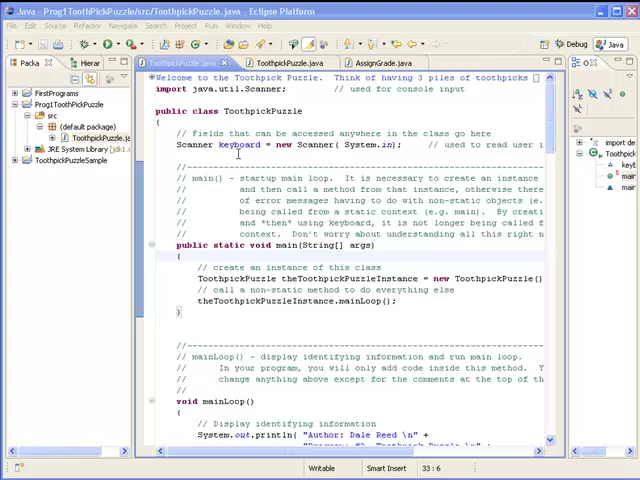 Java - Prog1ToothPickPuzzle/src/ToothPickPuzzle.java - Eclipse Platform
File Edit Source Refactor Navigate Search Project Run Window Help
Debug Java
Packa Hierar ToothPickPuzzle.java ToothpickPuzzle.java AssignGrade.java O
FirstPrograms
Prog1ToothPickPuzzle
src
(default package)
ToothpickPuzzle.ja
JRE System Library [jdk1.
ToothpickPuzzleSample
Welcome to the Toothpick Puzzle. Think of having 3 piles of toothpicks
import java.util.Scanner; // used for console input
public class ToothpickPuzzle
{
// Fields that can be accessed anywhere in the class go here
Scanner keyboard = new Scanner( System.in); // used to read user i
//----------------------------------------------------------------------
// main() - startup main loop. It is necessary to create an instance
// and then call a method from that instance, otherwise there
// of error messages having to do with non-static objects (e.
// being called from a static context (e.g. main). By creati
// and *then* using keyboard, it is no longer being called f
// context. Don't worry about understanding all this right n
public static void main(String[] args)
{
// create an instance of this class
ToothpickPuzzle theToothpickPuzzleInstance = new ToothpickPuzzle()
// call a non-static method to do everything else
theToothpickPuzzleInstance.mainLoop();
}
//----------------------------------------------------------------------
// mainLoop() - display identifying information and run main loop.
// In your program, you will only add code inside this method. Y
// change anything above except for the comments at the top of th
void mainLoop()
{
// Display identifying information
System.out.println( "Author: Dale Reed \n" +
import de
Toothpic
keyb
main
main
Writable Smart Insert 33 : 6